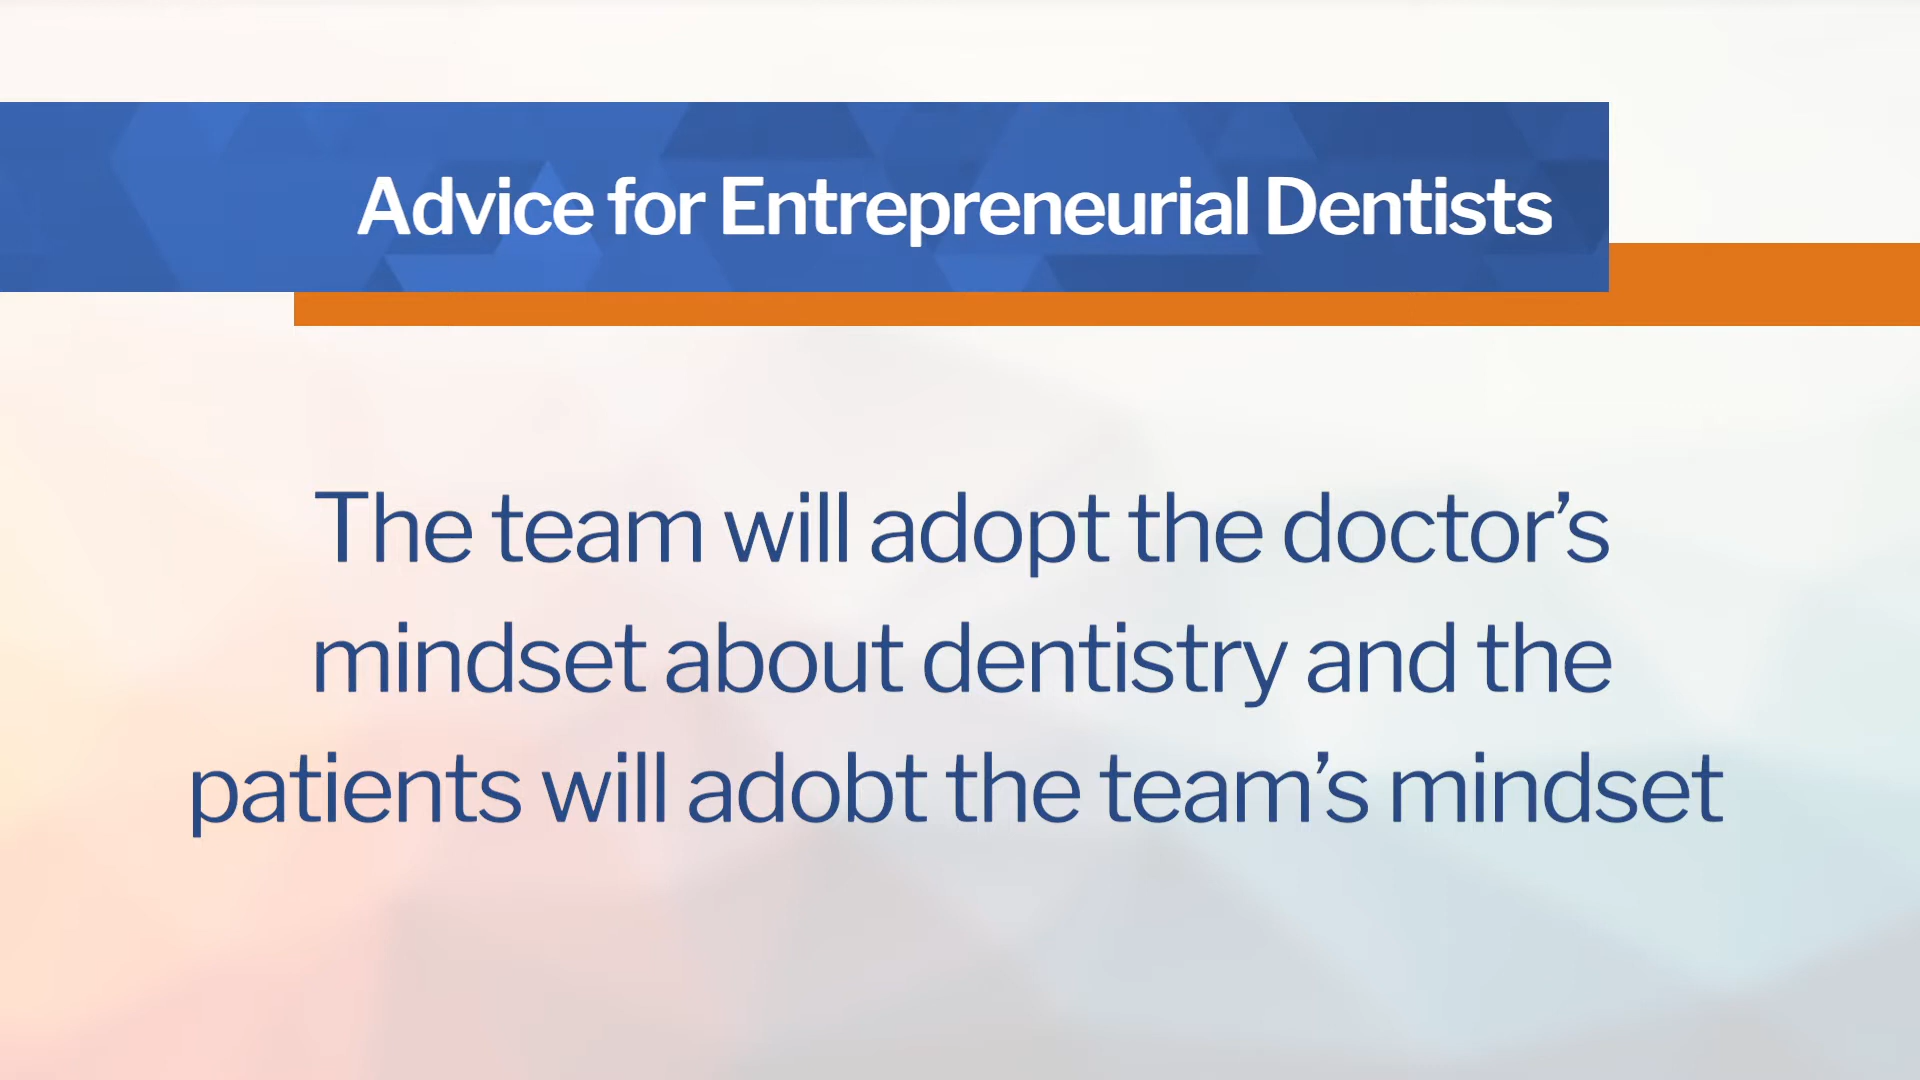 Advice for Entrepreneurial Dentists
The team will adopt the doctor’s
mindset about dentistry and the
patients will adobt the team’s mindset